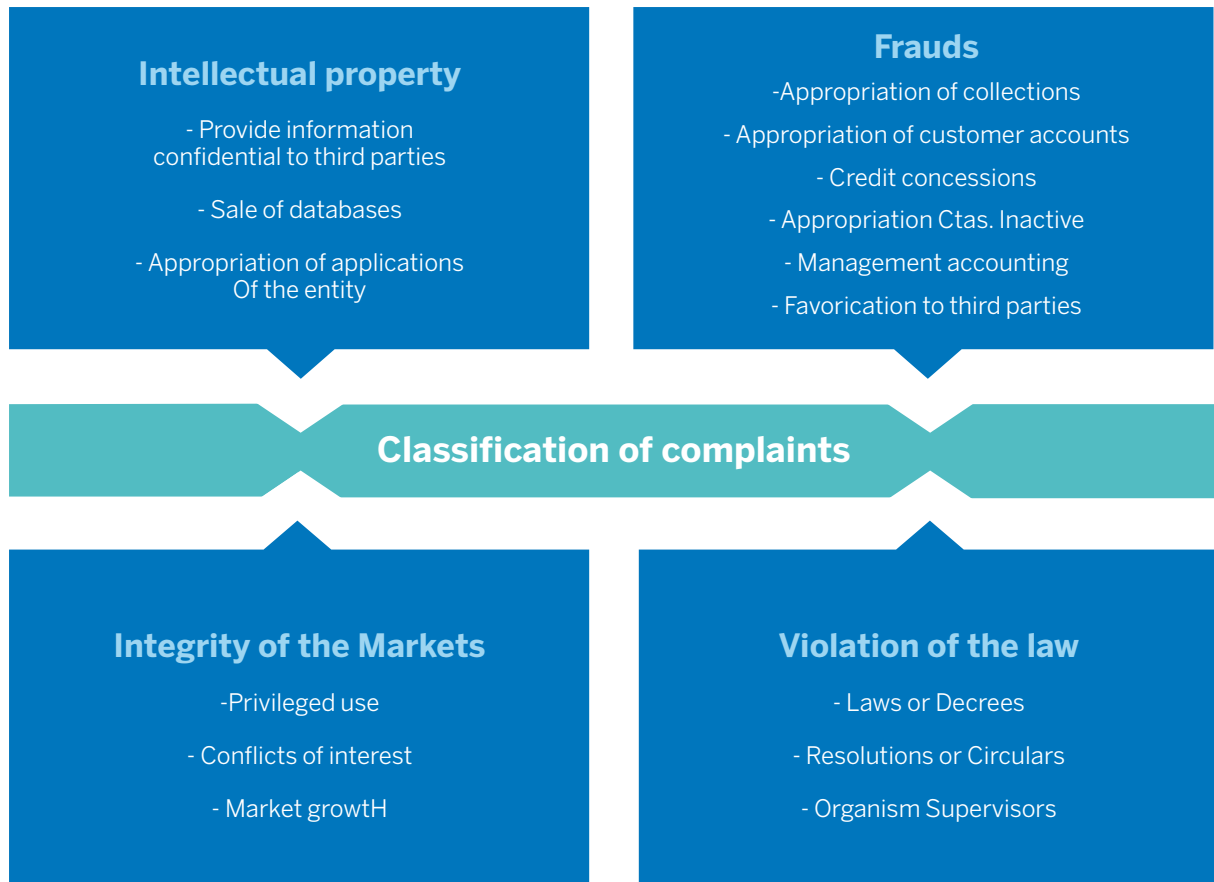 Intellectual property
- Provide information
confidential to third parties
- Sale of databases
- Appropriation of applications
Of the entity
Frauds
-Appropriation of collections
- Appropriation of customer accounts
- Credit concessions
- Appropriation Ctas. Inactive
- Management accounting
- Favorication to third parties
Classification of complaints
Integrity of the Markets
-Privileged use
- Conflicts of interest
- Market growtH
Violation of the law
- Laws or Decrees
- Resolutions or Circulars
- Organism Supervisors